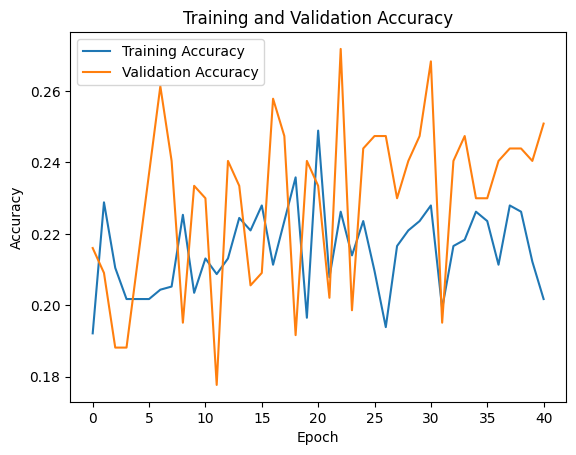 Training and Validation Accuracy
Training Accuracy
Validation Accuracy
Accuracy
0.26
0.24
0.22
0.20
0.18
0 5 10 15 20 25 30 35 40
Epoch